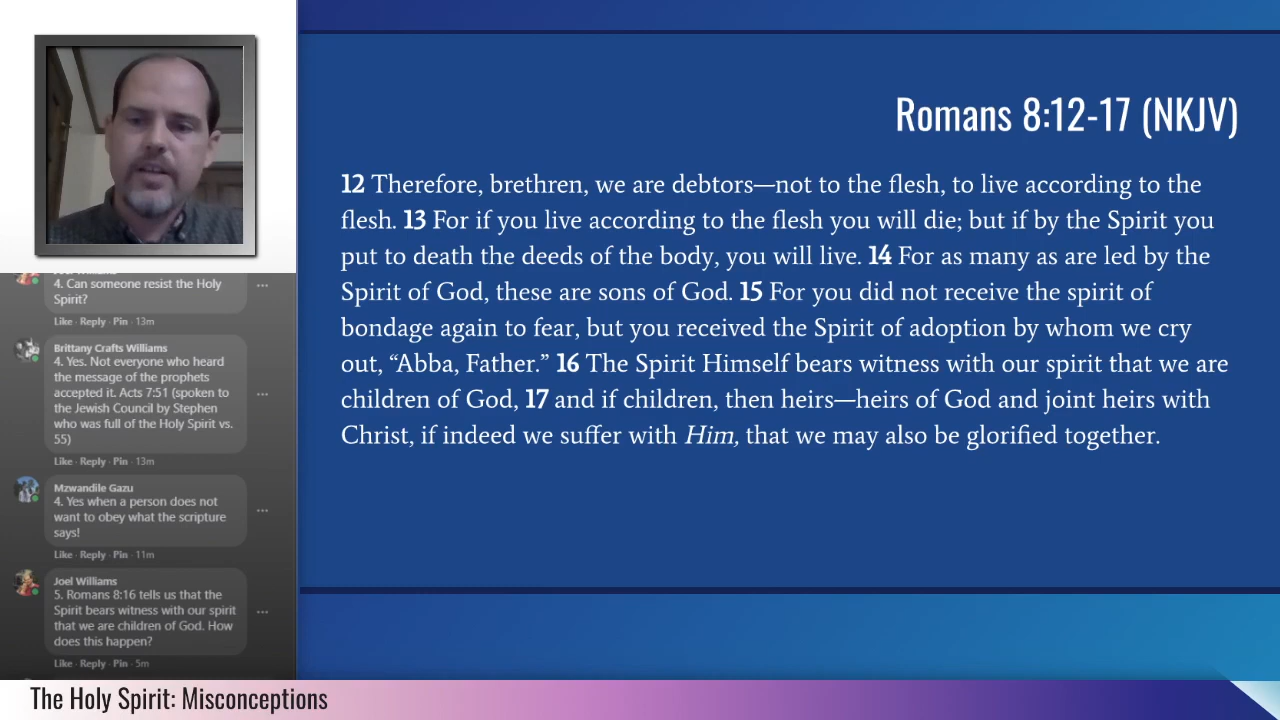 Romans 8:12-17 (NKJV)
12 Therefore, brethren, we are debtors—not to the flesh, to live according to the
flesh. 13 For if you live according to the flesh you will die; but if by the Spirit you
put to death the deeds of the body, you will live. 14 For as many as are led by the
Spirit of God, these are sons of God. 15 For you did not receive the spirit of
bondage again to fear, but you received the Spirit of adoption by whom we cry
out, “Abba, Father.” 16 The Spirit Himself bears witness with our spirit that we are
children of God, 17 and if children, then heirs—heirs of God and joint heirs with
Christ, if indeed we suffer with Him, that we may also be glorified together.
4. Can someone resist the Holy
Spirit?
Like · Reply · Pin · 13m
Brittany Crafts Williams
4. Yes. Not everyone who heard
the message of the prophets
accepted it. Acts 7:51 (spoken to
the Jewish Council by Stephen
who was full of the Holy Spirit vs.
55)
Like · Reply · Pin · 13m
Mzwandile Gazu
4. Yes when a person does not
want to obey what the scripture
says!
Like · Reply · Pin · 11m
Joel Williams
5. Romans 8:16 tells us that the
Spirit bears witness with our spirit
that we are children of God. How
does this happen?
Like · Reply · Pin · 5m
The Holy Spirit: Misconceptions